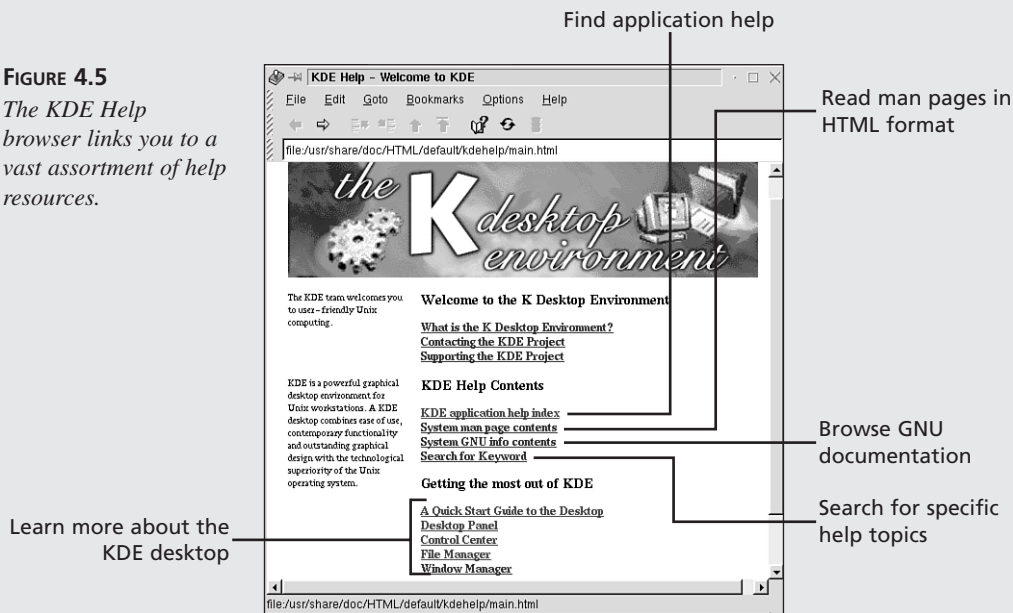 Find application help
FIGURE 4.5
The KDE Help
browser links you to a
vast assortment of help
resources.
KDE Help - Welcome to KDE
File Edit Goto Bookmarks Options Help
file:/usr/share/doc/HTML/default/kdehelp/main.html
Read man pages in
HTML format
the K desktop
environment
The KDE team welcomes you
to user-friendly Unix
computing.
Welcome to the K Desktop Environment
What is the K Desktop Environment?
Contacting the KDE Project
Supporting the KDE Project
KDE is a powerful graphical
desktop environment for
Unix workstations. A KDE
desktop combines ease of use,
contemporary functionality
and outstanding graphical
design with the technological
superiority of the Unix
operating system.
KDE Help Contents
KDE application help index
System man page contents
System GNU info contents
Search for Keyword
Browse GNU
documentation
Getting the most out of KDE
A Quick Start Guide to the Desktop
Desktop Panel
Control Center
File Manager
Window Manager
Search for specific
help topics
Learn more about the
KDE desktop
file:/usr/share/doc/HTML/default/kdehelp/main.html